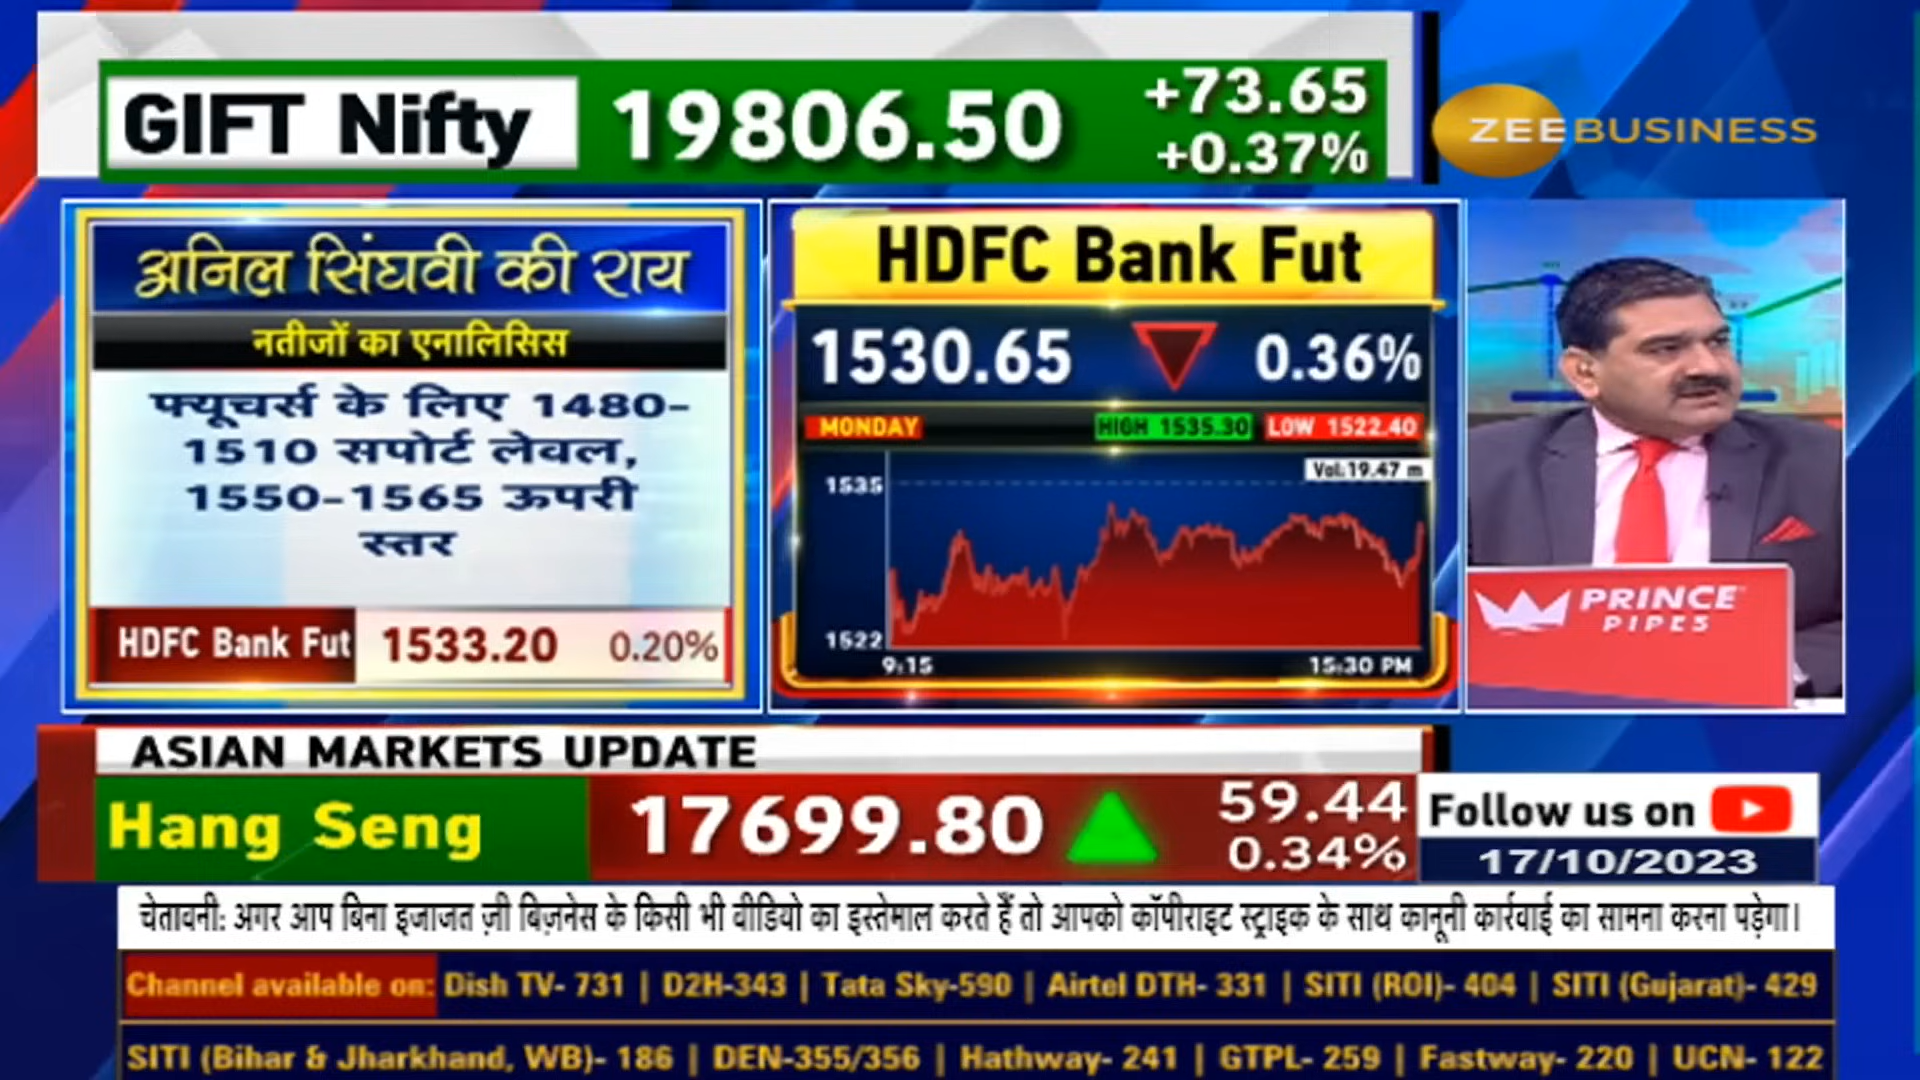 GIFT Nifty 19806.50 +73.65
+0.37%
ZEEBUSINESS
अनिल सिंघवी की राय
नतीजों का एनालिसिस
फ्यूचर्स के लिए 1480-
1510 सपोर्ट लेवल,
1550-1565 ऊपरी
स्तर
HDFC Bank Fut 1533.20 0.20%
HDFC Bank Fut
1530.65 0.36%
MONDAY HIGH 1535.30 LOW 1522.40
Vol:19.47 m
1535
1522
9:15 15:30 PM
PRINCE
PIPES
ASIAN MARKETS UPDATE
Hang Seng 17699.80 59.44
0.34%
Follow us on
17/10/2023
चेतावनी: अगर आप बिना इजाजत ज़ी बिज़नेस के किसी भी वीडियो का इस्तेमाल करते हैं तो आपको कॉपीराइट स्ट्राइक के साथ कानूनी कार्रवाई का सामना करना पड़ेगा।
Channel available on: Dish TV- 731 | D2H-343 | Tata Sky-590 | Airtel DTH- 331 | SITI (ROI)- 404 | SITI (Gujarat)- 429
SITI (Bihar & Jharkhand, WB)- 186 | DEN-355/356 | Hathway- 241 | GTPL- 259 | Fastway- 220 | UCN- 122